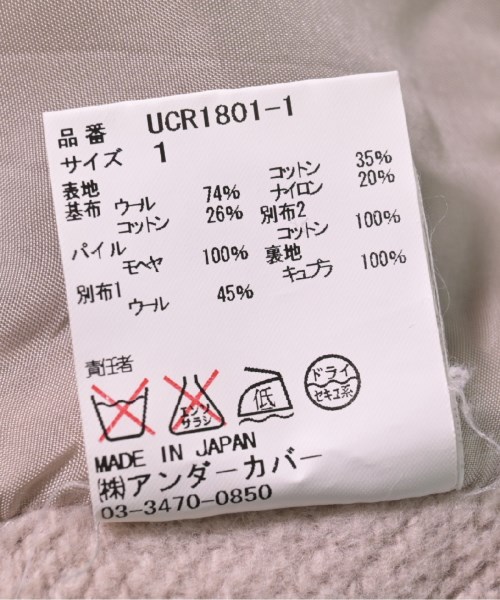 品番 UCR1801-1
サイズ 1
表地
基布 ウール 74%
コットン 26%
パイル
モヘヤ 100%
別布1
ウール 45%
コットン 35%
ナイロン 20%
別布2
コットン 100%
裏地
キュプラ 100%
責任者
エンソ
サラシ
低
ドライ
セキユ系
MADE IN JAPAN
㈱アンダーカバー
03-3470-0850